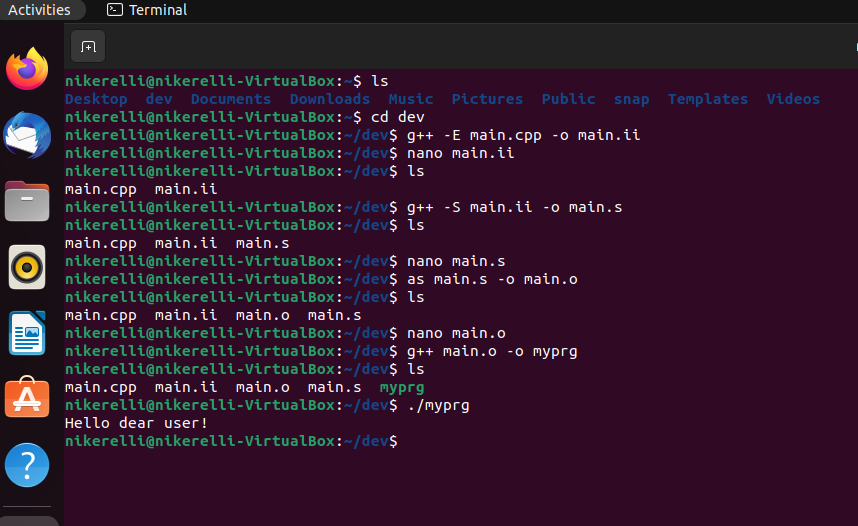 Activities Terminal
nikerelli@nikerelli-VirtualBox:~$ ls
Desktop dev Documents Downloads Music Pictures Public snap Templates Videos
nikerelli@nikerelli-VirtualBox:~$ cd dev
nikerelli@nikerelli-VirtualBox:~/dev$ g++ -E main.cpp -o main.ii
nikerelli@nikerelli-VirtualBox:~/dev$ nano main.ii
nikerelli@nikerelli-VirtualBox:~/dev$ ls
main.cpp main.ii
nikerelli@nikerelli-VirtualBox:~/dev$ g++ -S main.ii -o main.s
nikerelli@nikerelli-VirtualBox:~/dev$ ls
main.cpp main.ii main.s
nikerelli@nikerelli-VirtualBox:~/dev$ nano main.s
nikerelli@nikerelli-VirtualBox:~/dev$ as main.s -o main.o
nikerelli@nikerelli-VirtualBox:~/dev$ ls
main.cpp main.ii main.o main.s
nikerelli@nikerelli-VirtualBox:~/dev$ nano main.o
nikerelli@nikerelli-VirtualBox:~/dev$ g++ main.o -o myprg
nikerelli@nikerelli-VirtualBox:~/dev$ ls
main.cpp main.ii main.o main.s myprg
nikerelli@nikerelli-VirtualBox:~/dev$ ./myprg
Hello dear user!
nikerelli@nikerelli-VirtualBox:~/dev$